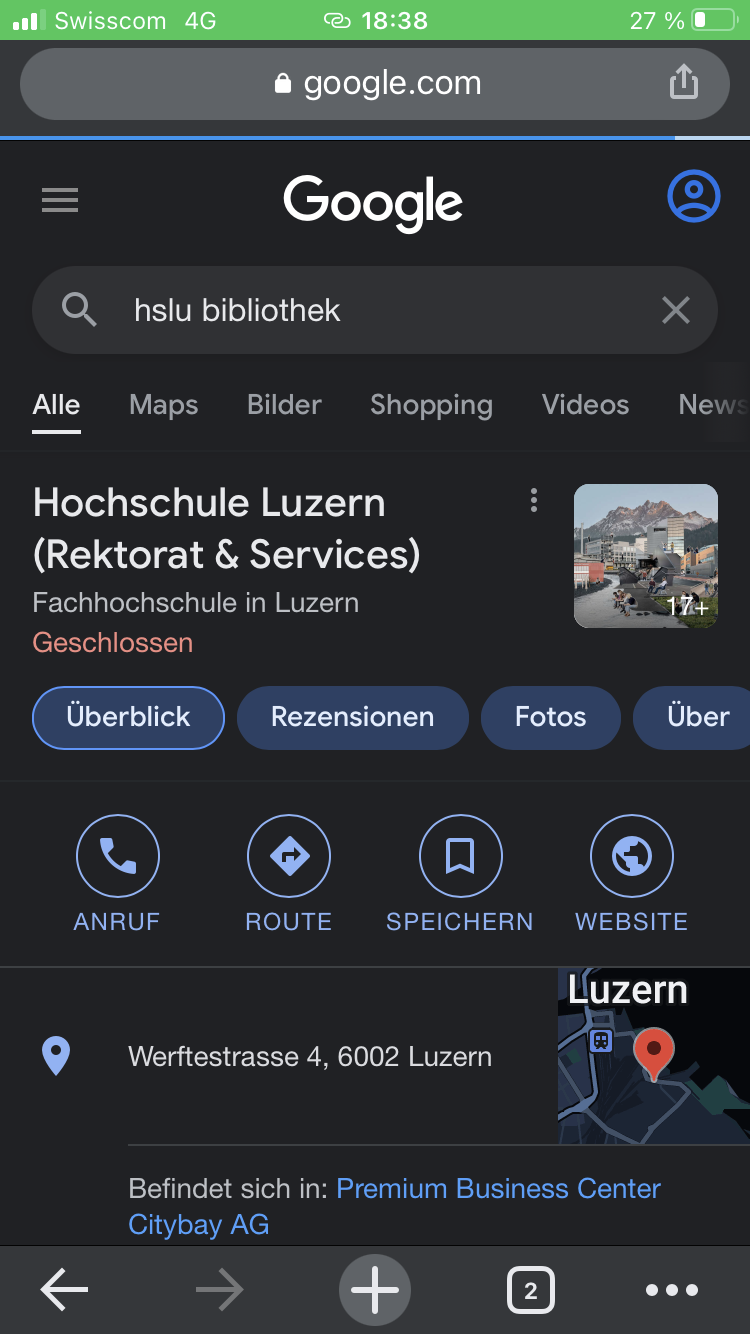 Swisscom 4G 18:38 27 %
google.com
Google
hslu bibliothek
Alle Maps Bilder Shopping Videos News
Hochschule Luzern
(Rektorat & Services)
Fachhochschule in Luzern
Geschlossen
17+
Überblick Rezensionen Fotos Über
ANRUF ROUTE SPEICHERN WEBSITE
Luzern
Werftestrasse 4, 6002 Luzern
Befindet sich in: Premium Business Center
Citybay AG
2